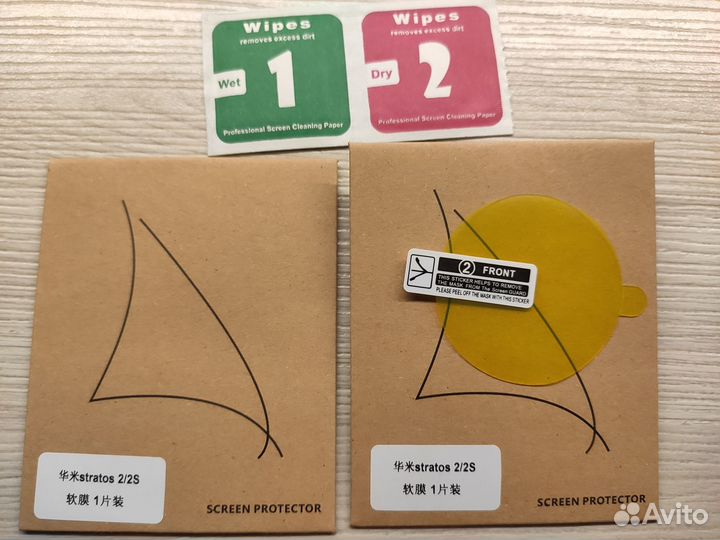 Wipes
removes excess dirt
Wet
1
Professional Screen Cleaning Paper
Wipes
removes excess dirt
Dry
2
Professional Screen Cleaning Paper
2 FRONT
THIS STICKER HELPS TO REMOVE
THE MASK FROM The Screen GUARD
PLEASE PEEL OFF THE MASK WITH THIS STICKER
华米stratos 2/2S
软膜 1片装
SCREEN PROTECTOR
华米stratos 2/2S
软膜 1片装
SCREEN PROTECTOR
Avito